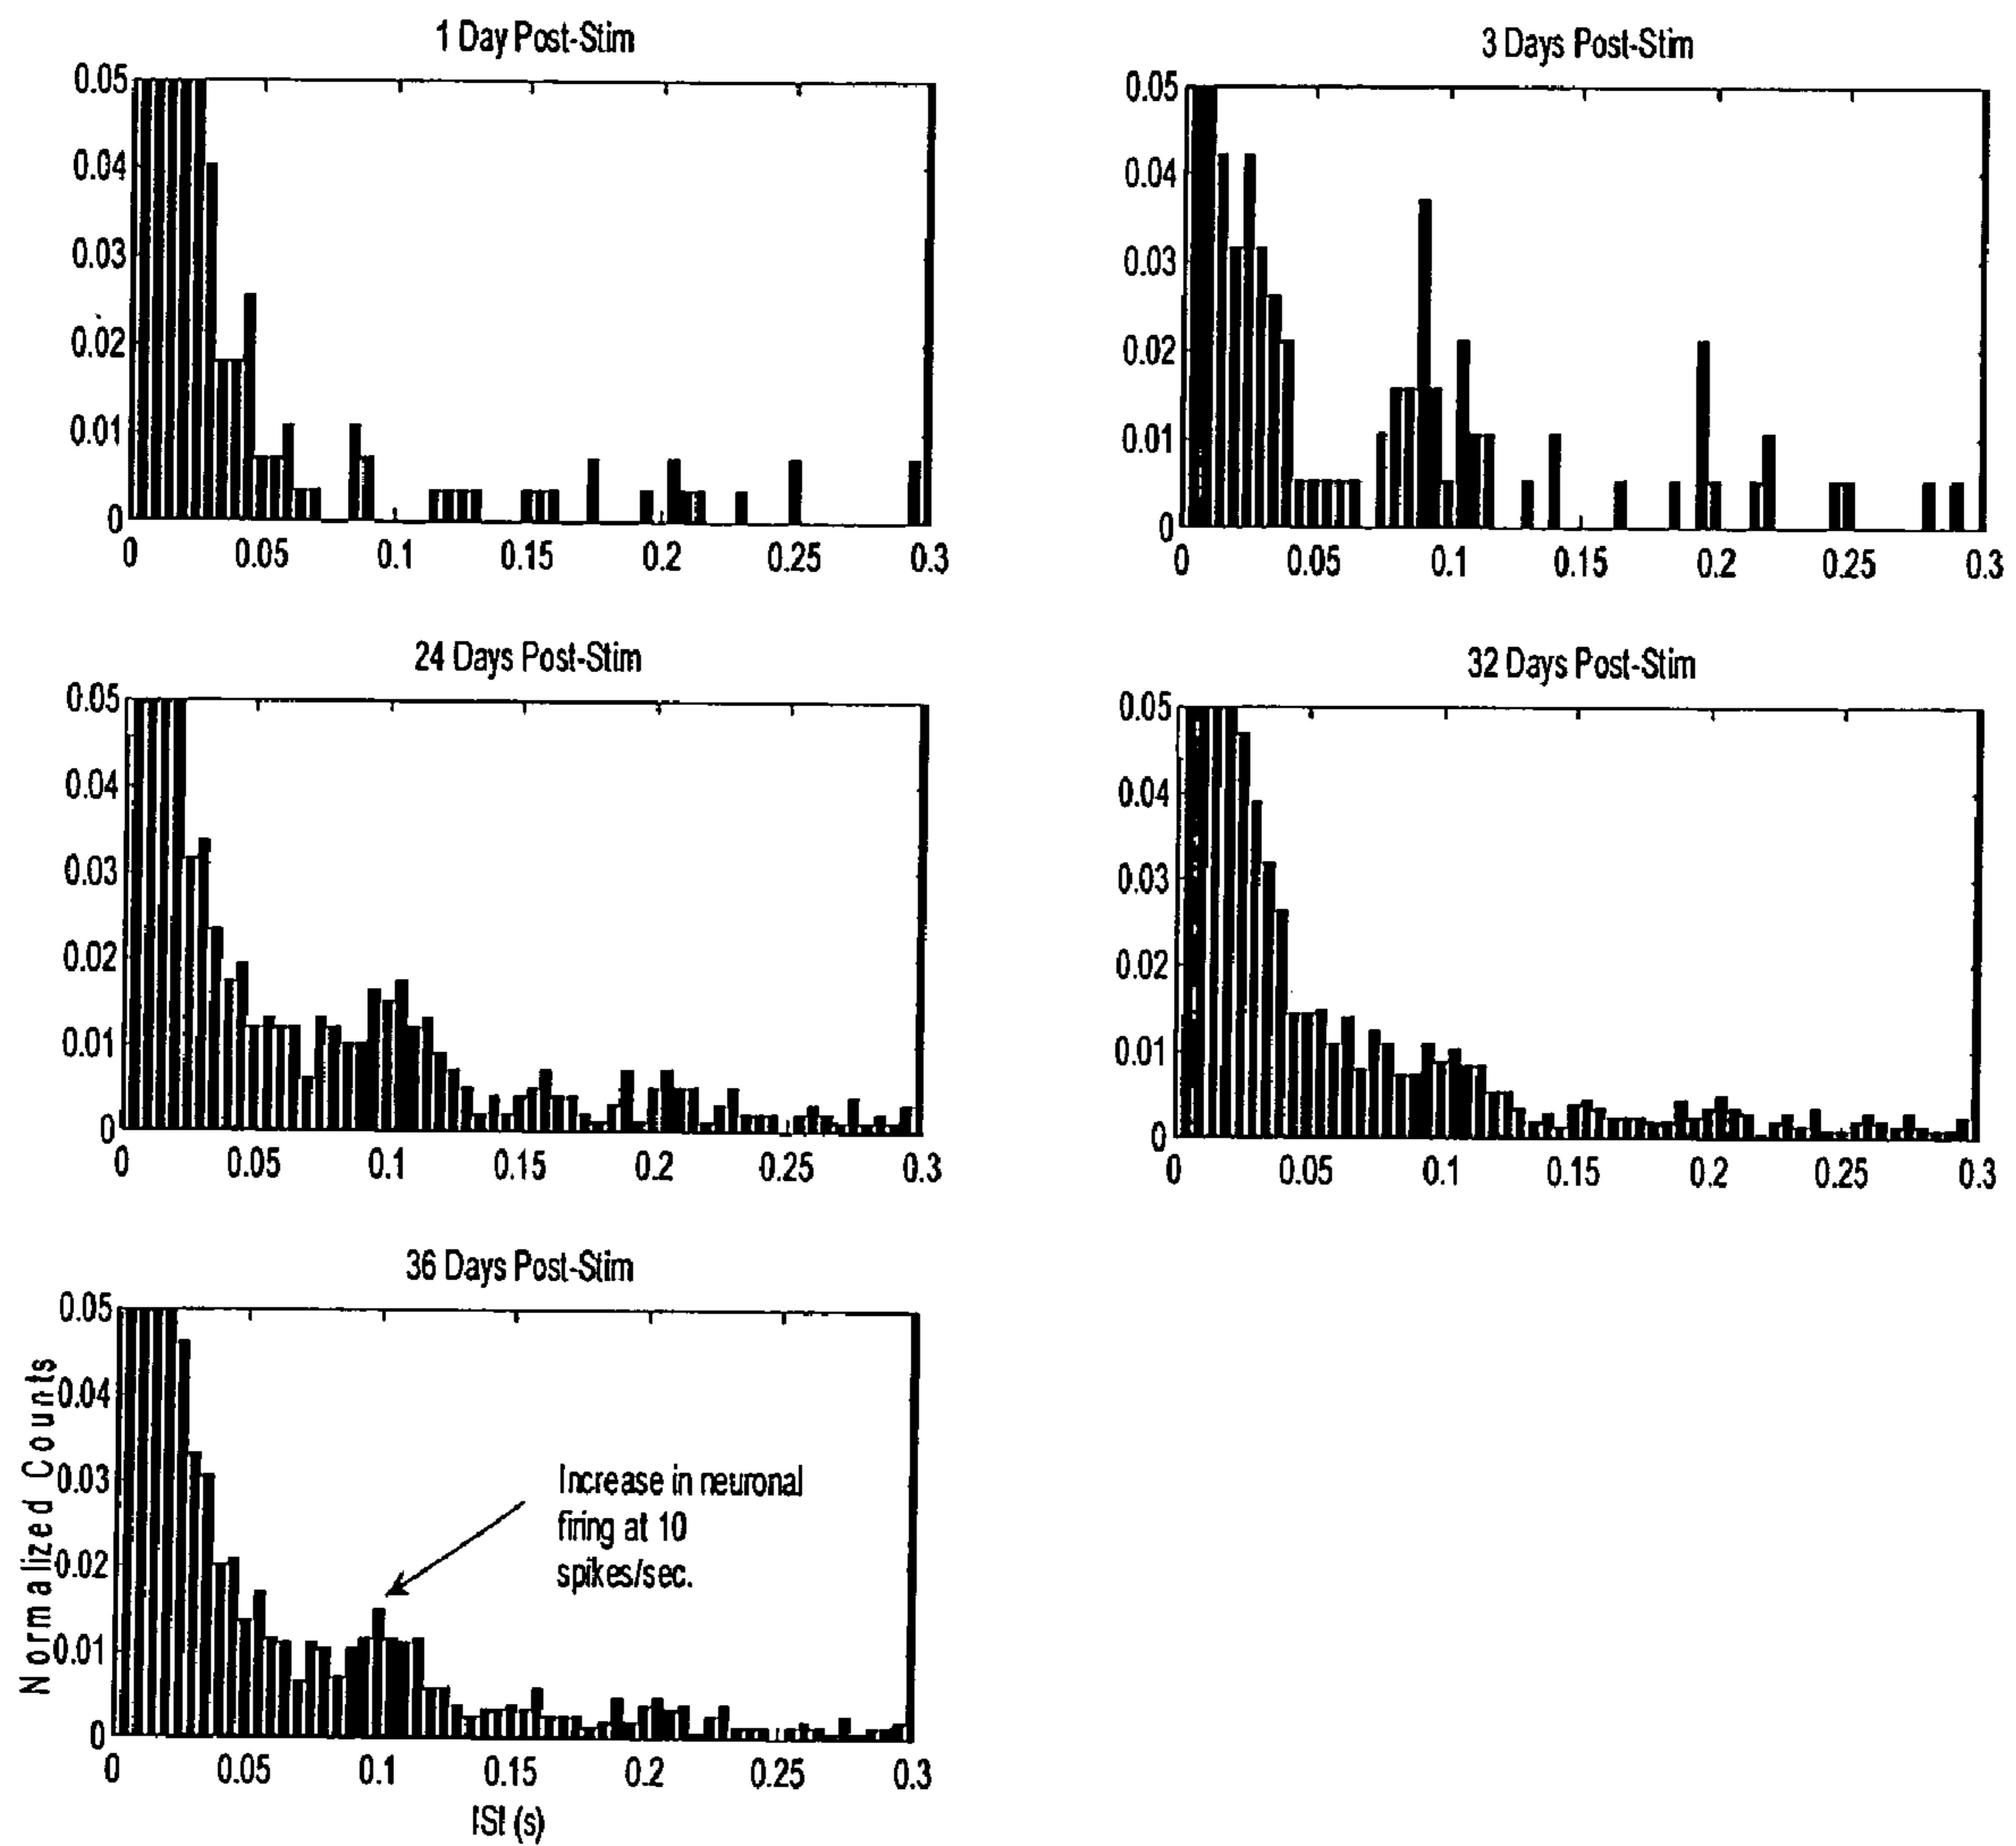 1 Day Post-Stim
0.05
0.04
0.03
0.02
0.01
0
0 0.05 0.1 0.15 0.2 0.25 0.3
3 Days Post-Stim
0.05
0.04
0.03
0.02
0.01
0
0 0.05 0.1 0.15 0.2 0.25 0.3
24 Days Post-Stim
0.05
0.04
0.03
0.02
0.01
0
0 0.05 0.1 0.15 0.2 0.25 0.3
32 Days Post-Stim
0.05
0.04
0.03
0.02
0.01
0
0 0.05 0.1 0.15 0.2 0.25 0.3
36 Days Post-Stim
Normalized Counts
0.05
0.04
0.03
0.02
0.01
0
Increase in neuronal
firing at 10
spikes/sec.
0 0.05 0.1 0.15 0.2 0.25 0.3
ISI (s)